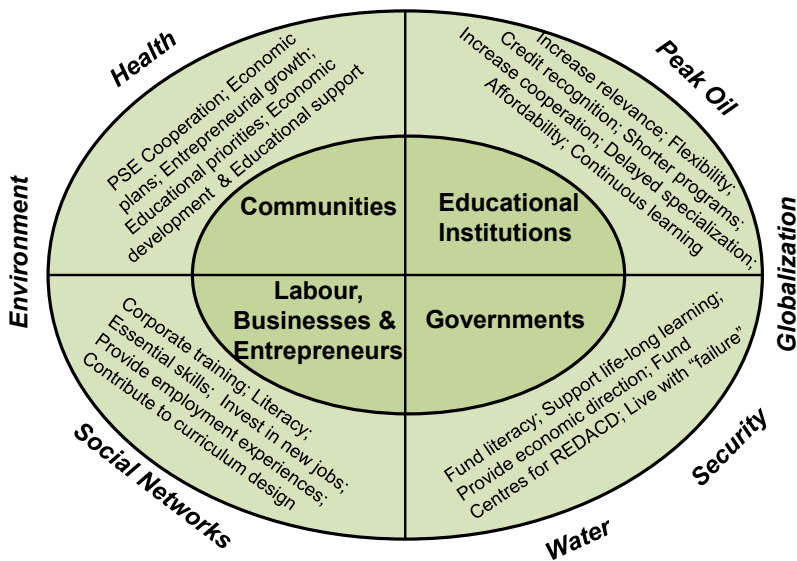 Health
Peak Oil
Environment
Globalization
Social Networks
Water
Security
PSE Cooperation; Economic
plans; Entrepreneurial growth;
Educational priorities; Economic
development & Educational support
Increase relevance; Flexibility;
Credit recognition; Shorter programs;
Increase cooperation; Delayed specialization;
Affordability; Continuous learning
Communities
Educational
Institutions
Labour,
Businesses &
Entrepreneurs
Governments
Corporate training; Literacy;
Essential skills; Invest in new jobs;
Provide employment experiences;
Contribute to curriculum design
Fund literacy; Support life-long learning;
Provide economic direction; Fund
Centres for REDACD; Live with “failure”